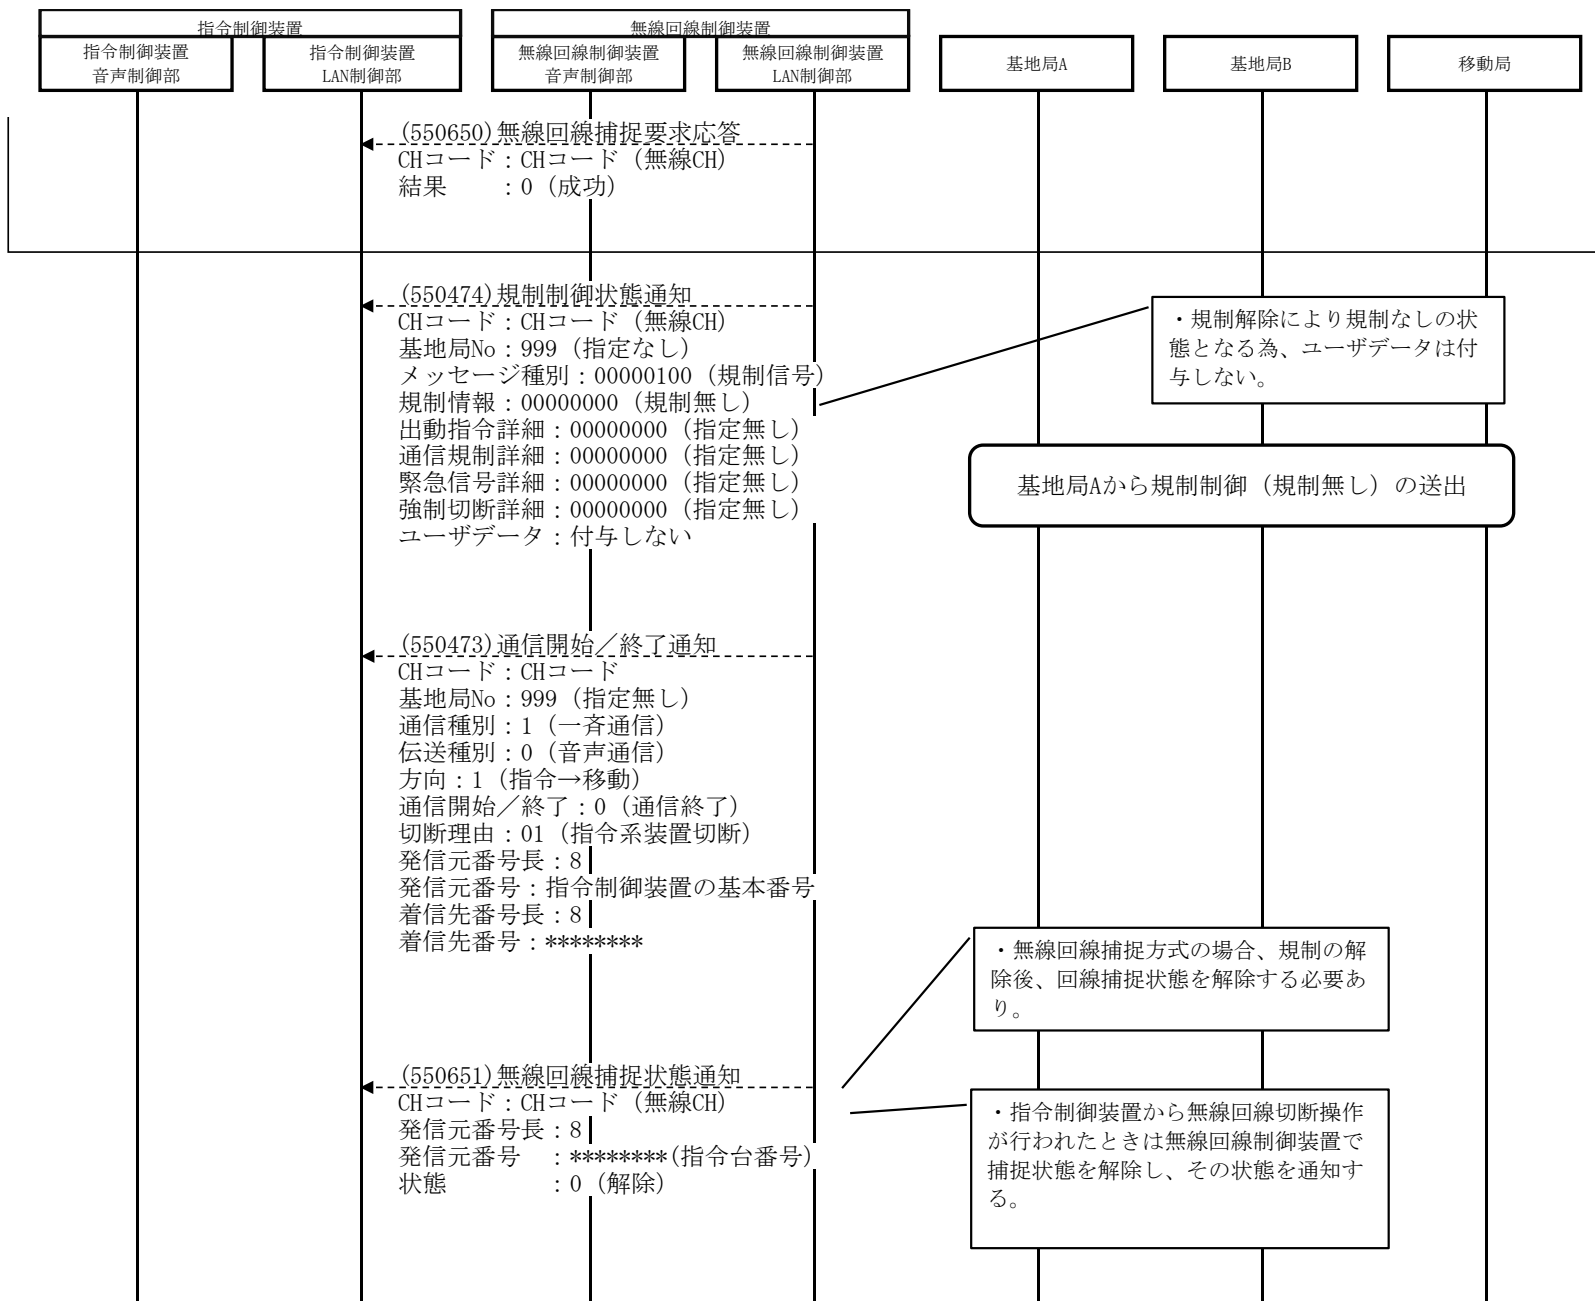 指令制御装置
無線回線制御装置
指令制御装置
音声制御部
指令制御装置
LAN制御部
無線回線制御装置
音声制御部
無線回線制御装置
LAN制御部
基地局A
基地局B
移動局
(550650)無線回線捕捉要求応答
CHコード：CHコード（無線CH）
結果　　：0（成功）
(550474)規制制御状態通知
CHコード：CHコード（無線CH）
基地局No：999（指定なし）
メッセージ種別：00000100（規制信号）
規制情報：00000000（規制無し）
出動指令詳細：00000000（指定無し）
通信規制詳細：00000000（指定無し）
緊急信号詳細：00000000（指定無し）
強制切断詳細：00000000（指定無し）
ユーザデータ：付与しない
・規制解除により規制なしの状
態となる為、ユーザデータは付
与しない。
基地局Aから規制制御（規制無し）の送出
(550473)通信開始／終了通知
CHコード：CHコード
基地局No：999（指定無し）
通信種別：1（一斉通信）
伝送種別：0（音声通信）
方向：1（指令→移動）
通信開始／終了：0（通信終了）
切断理由：01（指令系装置切断）
発信元番号長：8
発信元番号：指令制御装置の基本番号
着信先番号長：8
着信先番号：********
・無線回線捕捉方式の場合、規制の解
除後、回線捕捉状態を解除する必要あ
り。
(550651)無線回線捕捉状態通知
CHコード：CHコード（無線CH）
発信元番号長：8
発信元番号　：********(指令台番号)
状態　　　　：0（解除）
・指令制御装置から無線回線切断操作
が行われたときは無線回線制御装置で
捕捉状態を解除し、その状態を通知す
る。